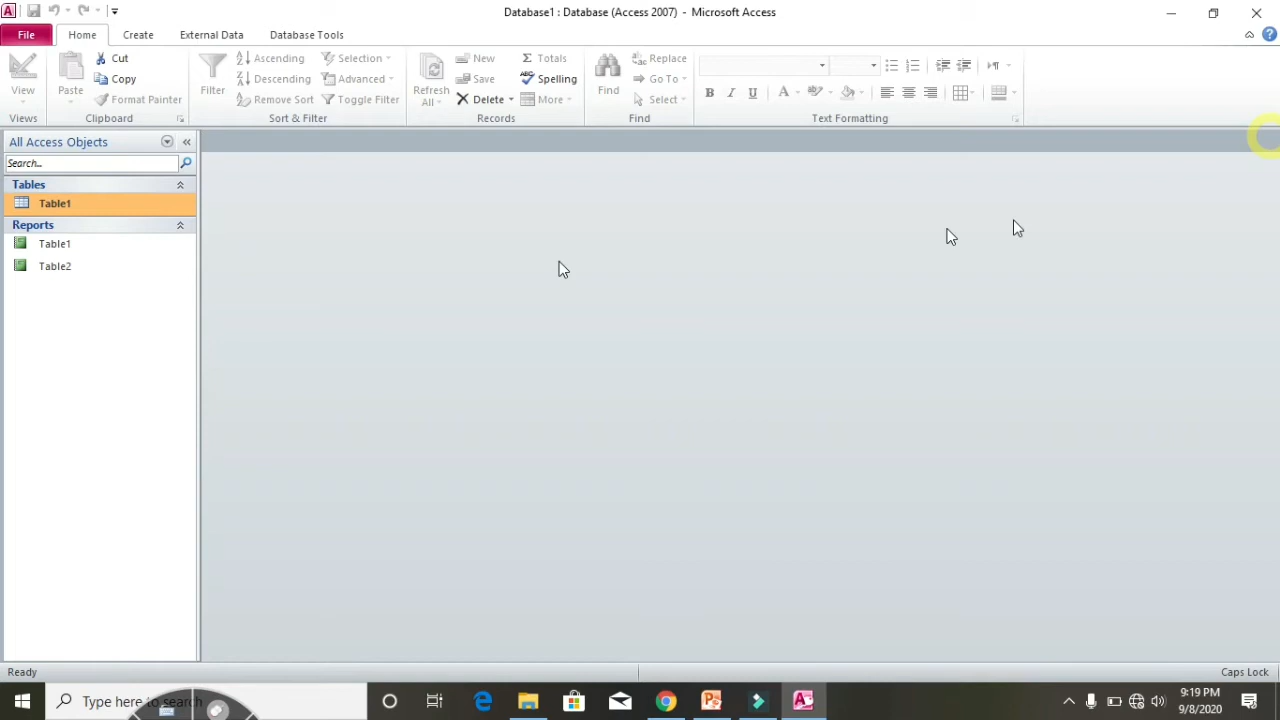 Database1 : Database (Access 2007) - Microsoft Access
File Home Create External Data Database Tools
View
Views
Paste
Cut
Copy
Format Painter
Clipboard
Filter
Ascending
Descending
Remove Sort
Selection
Advanced
Toggle Filter
Sort & Filter
Refresh
All
New
Save
Delete
Totals
Spelling
More
Records
Find
Replace
Go To
Select
Find
B I U A
Text Formatting
All Access Objects
Search...
Tables
Table1
Reports
Table1
Table2
Ready
Caps Lock
Type here to search
9:19 PM
9/8/2020